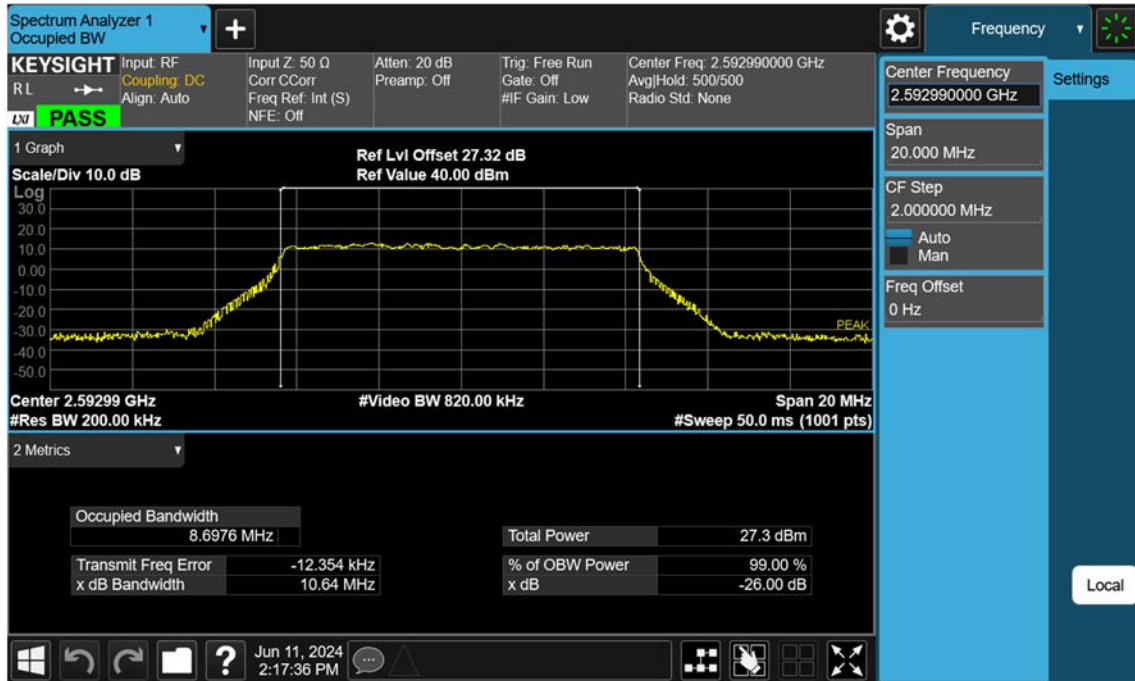 Spectrum Analyzer 1
Occupied BW
Frequency
KEYSIGHT
R L
LXI
PASS
Input: RF
Coupling: DC
Align: Auto
Input Z: 50 Ω
Corr CCorr
Freq Ref: Int (S)
NFE: Off
Atten: 20 dB
Preamp: Off
Trig: Free Run
Gate: Off
#IF Gain: Low
Center Freq: 2.592990000 GHz
Avg|Hold: 500/500
Radio Std: None
Center Frequency
2.592990000 GHz
Settings
Span
20.000 MHz
CF Step
2.000000 MHz
Auto
Man
Freq Offset
0 Hz
1 Graph
Scale/Div 10.0 dB
Ref Lvl Offset 27.32 dB
Ref Value 40.00 dBm
Log
30.0
20.0
10.0
0.00
-10.0
-20.0
-30.0
-40.0
-50.0
PEAK
Center 2.59299 GHz
#Res BW 200.00 kHz
#Video BW 820.00 kHz
Span 20 MHz
#Sweep 50.0 ms (1001 pts)
2 Metrics
Occupied Bandwidth
8.6976 MHz
Total Power 27.3 dBm
Transmit Freq Error -12.354 kHz
% of OBW Power 99.00 %
x dB Bandwidth 10.64 MHz
x dB -26.00 dB
Local
?
Jun 11, 2024
2:17:36 PM